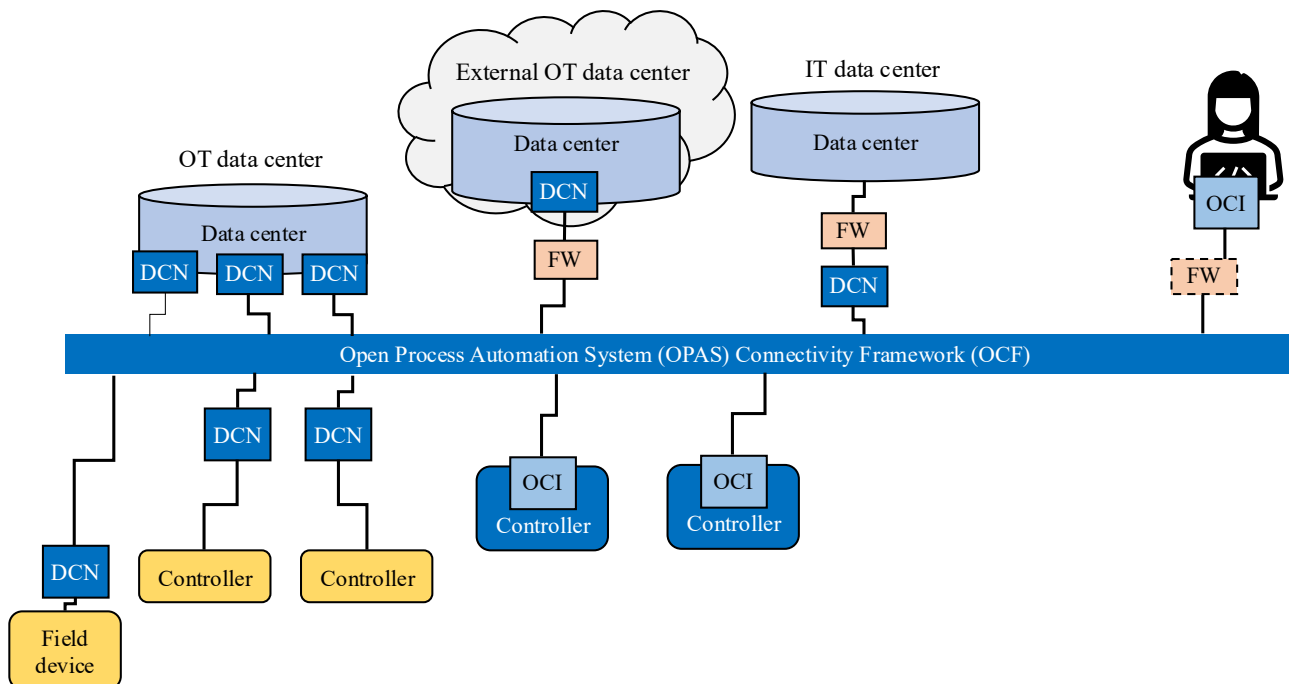 External OT data center
IT data center
Data center
Data center
OT data center
DCN
OCI
Data center
FW
FW
FW
DCN
DCN
DCN
DCN
Open Process Automation System (OPAS) Connectivity Framework (OCF)
DCN
DCN
OCI
OCI
Controller
Controller
DCN
Controller
Controller
Field
device